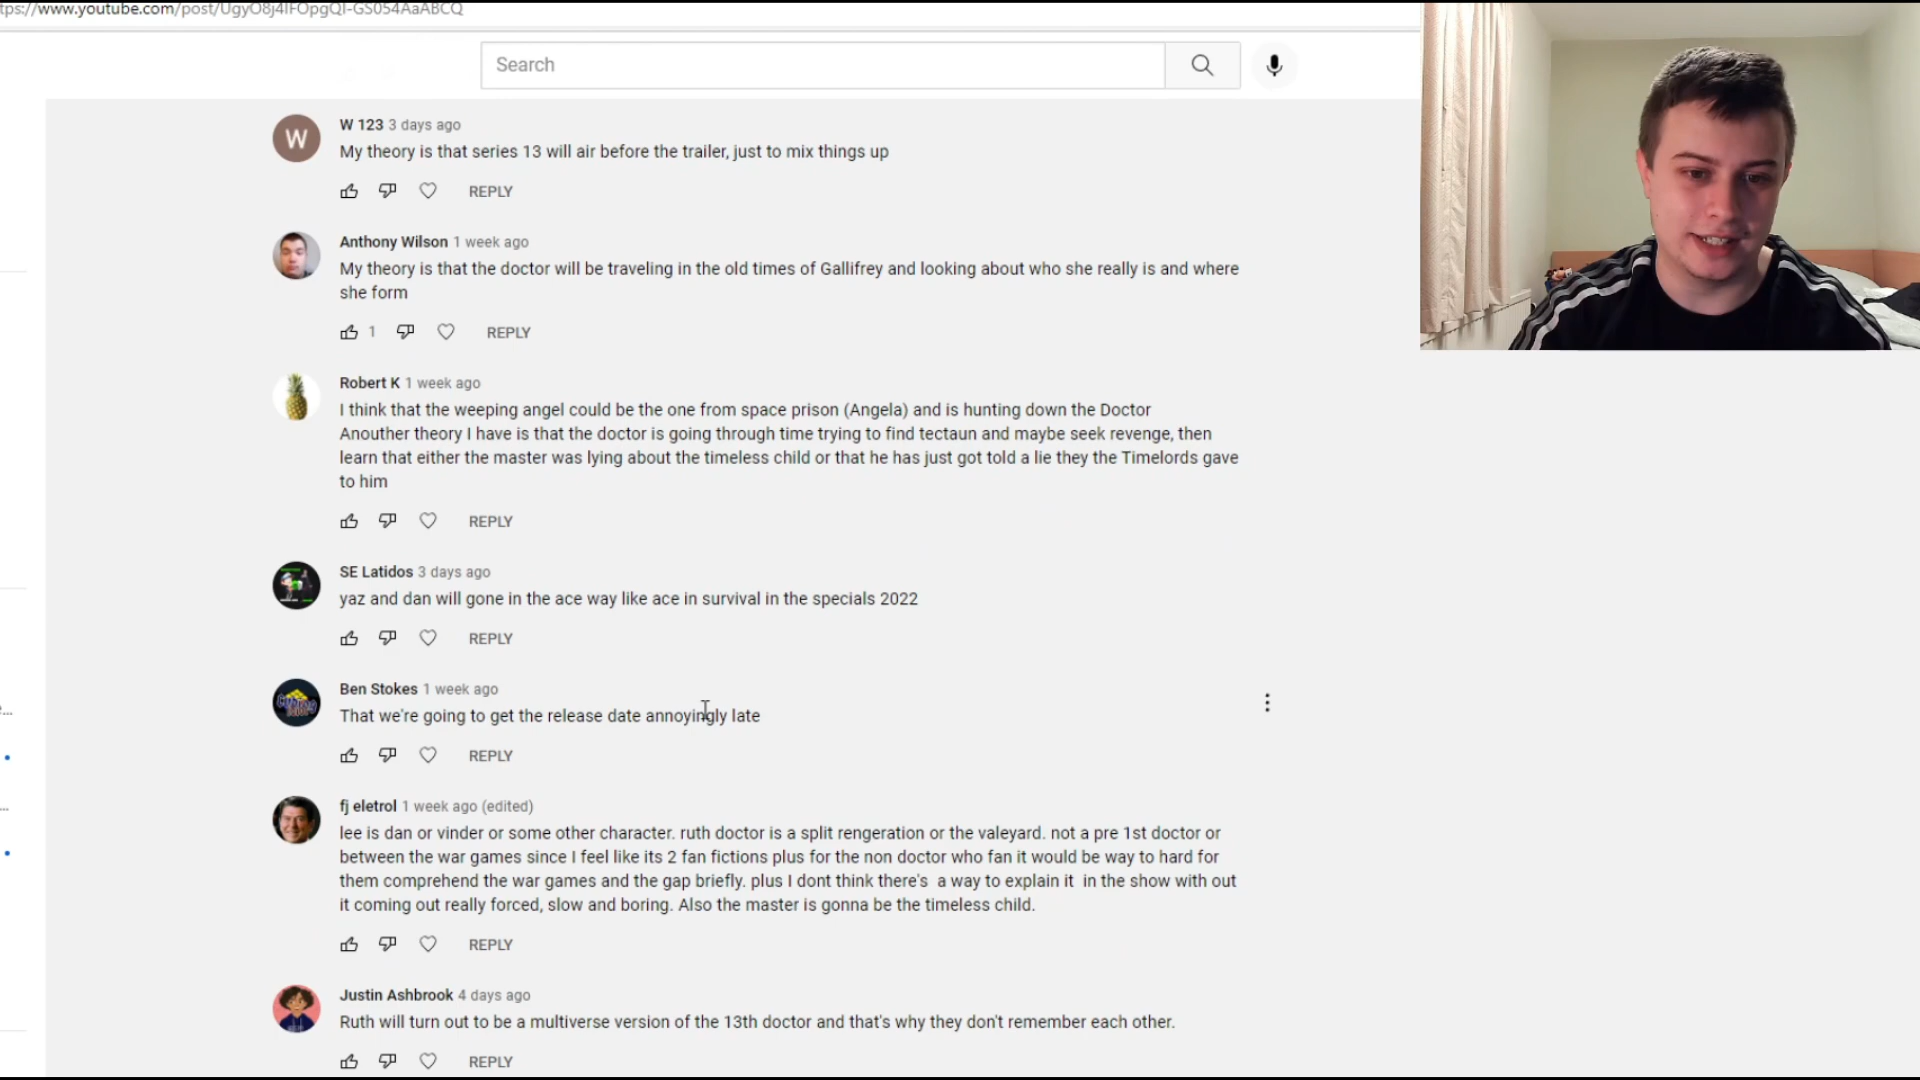 Search
W 123 3 days ago
My theory is that series 13 will air before the trailer, just to mix things up
REPLY
Anthony Wilson 1 week ago
My theory is that the doctor will be traveling in the old times of Gallifrey and looking about who she really is and where
she form
1 REPLY
Robert K 1 week ago
I think that the weeping angel could be the one from space prison (Angela) and is hunting down the Doctor
Anouther theory I have is that the doctor is going through time trying to find tectaun and maybe seek revenge, then
learn that either the master was lying about the timeless child or that he has just got told a lie they the Timelords gave
to him
REPLY
SE Latidos 3 days ago
yaz and dan will gone in the ace way like ace in survival in the specials 2022
REPLY
Ben Stokes 1 week ago
That we're going to get the release date annoyingly late
REPLY
fj eletrol 1 week ago (edited)
lee is dan or vinder or some other character. ruth doctor is a split rengeration or the valeyard. not a pre 1st doctor or
between the war games since I feel like its 2 fan fictions plus for the non doctor who fan it would be way to hard for
them comprehend the war games and the gap briefly. plus I dont think there's a way to explain it in the show with out
it coming out really forced, slow and boring. Also the master is gonna be the timeless child.
REPLY
Justin Ashbrook 4 days ago
Ruth will turn out to be a multiverse version of the 13th doctor and that's why they don't remember each other.
REPLY